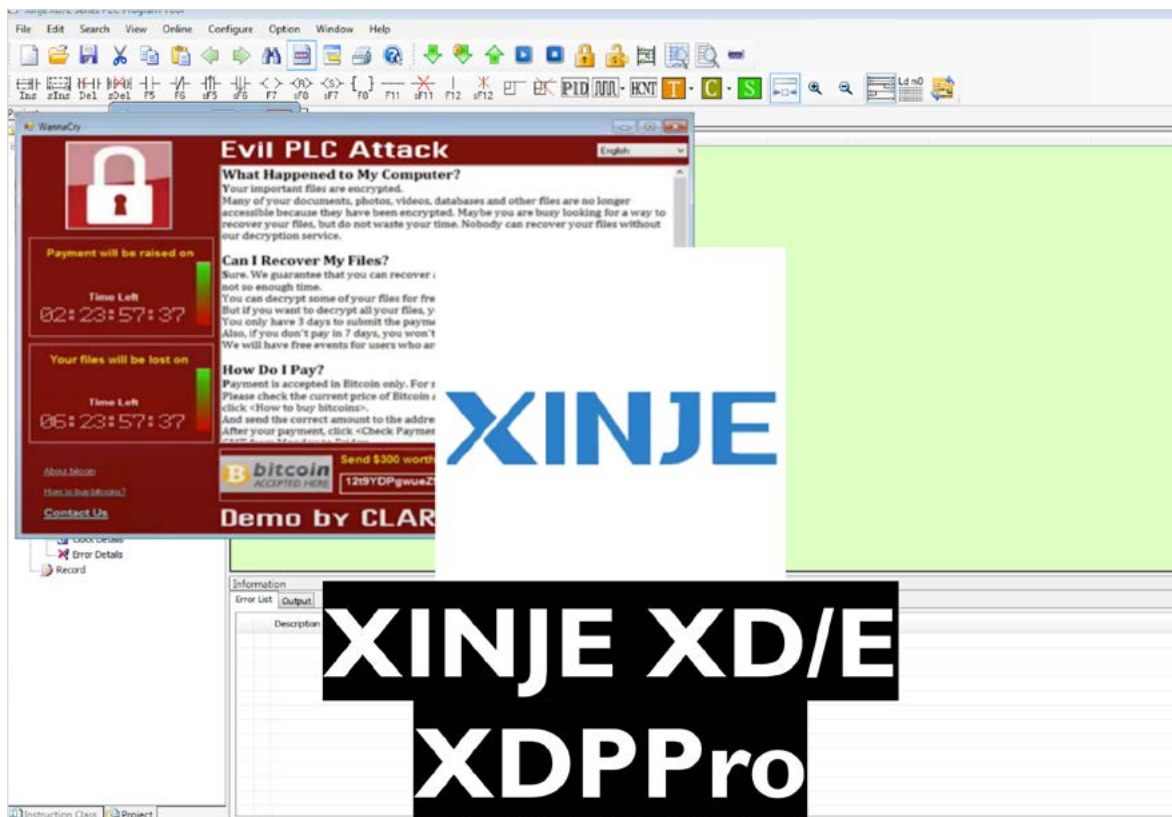 Xinje XD/E Series PLC Program Tool
File Edit Search View Online Configure Option Window Help
Ins sIns Del sDel F5 F6 sF5 sF6 F7 sF8 sF7 F8 F11 sF11 F12 sF12 PID HCNT T C S Ld m0
WannaCry
Evil PLC Attack
English
What Happened to My Computer?
Your important files are encrypted.
Many of your documents, photos, videos, databases and other files are no longer
accessible because they have been encrypted. Maybe you are busy looking for a way to
recover your files, but do not waste your time. Nobody can recover your files without
our decryption service.
Payment will be raised on
Time Left
02:23:57:37
Can I Recover My Files?
Sure. We guarantee that you can recover
not so enough time.
You can decrypt some of your files for fre
But if you want to decrypt all your files, y
You only have 3 days to submit the payme
Also, if you don't pay in 7 days, you won't
We will have free events for users who ar
Your files will be lost on
Time Left
06:23:57:37
How Do I Pay?
Payment is accepted in Bitcoin only. For
Please check the current price of Bitcoin
click <How to buy bitcoins>.
And send the correct amount to the addre
After your payment, click <Check Paymen
About bitcoin
How to buy bitcoins?
Contact Us
bitcoin
ACCEPTED HERE
Send $300 worth
12t9YDPgwueZ
Demo by CLAR
XINJE
Clock Details
Error Details
Record
Information
Error List Output
Description
XINJE XD/E
XDPPro
Instruction Class Project